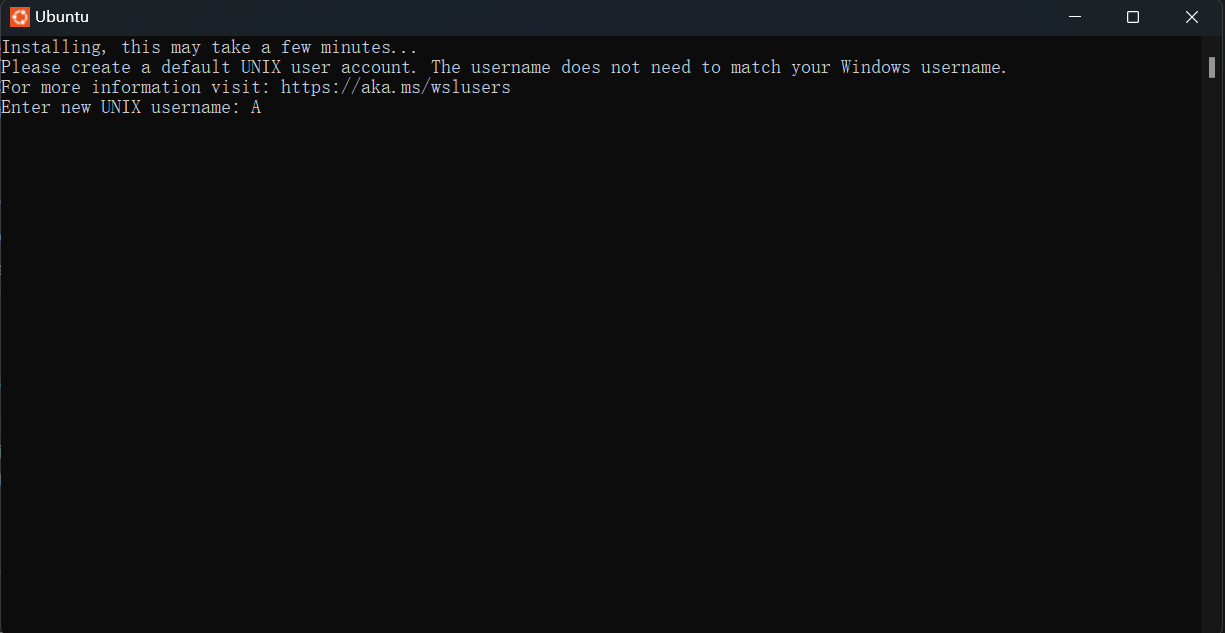 Ubuntu
Installing, this may take a few minutes...
Please create a default UNIX user account. The username does not need to match your Windows username.
For more information visit: https://aka.ms/wslusers
Enter new UNIX username: A